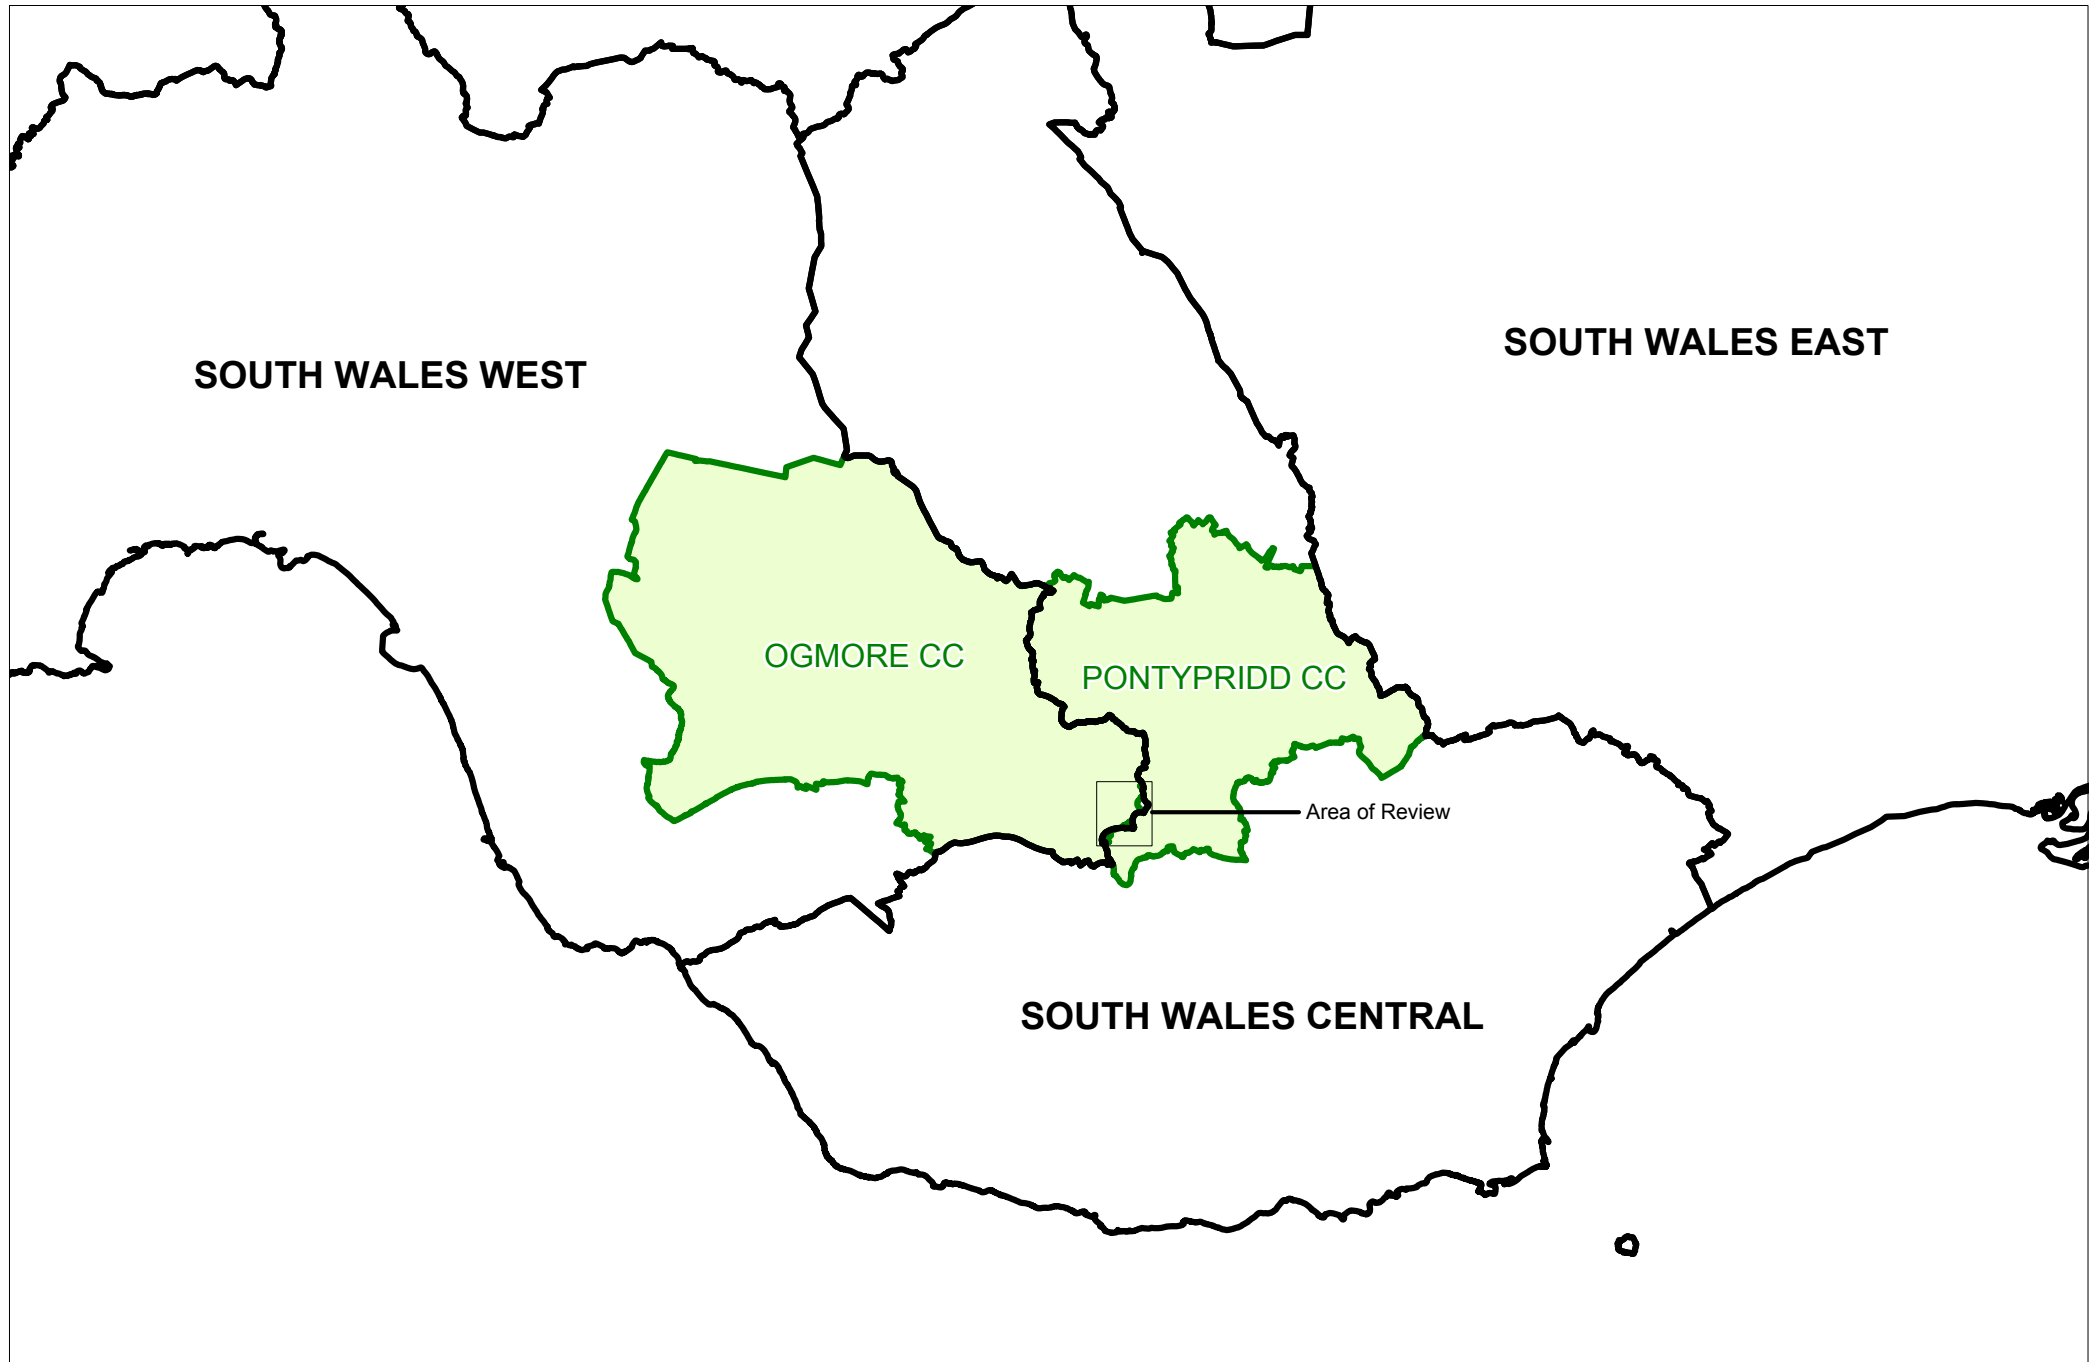 SOUTH WALES EAST
SOUTH WALES WEST
OGMORE CC
PONTYPRIDD CC
Area of Review
SOUTH WALES CENTRAL